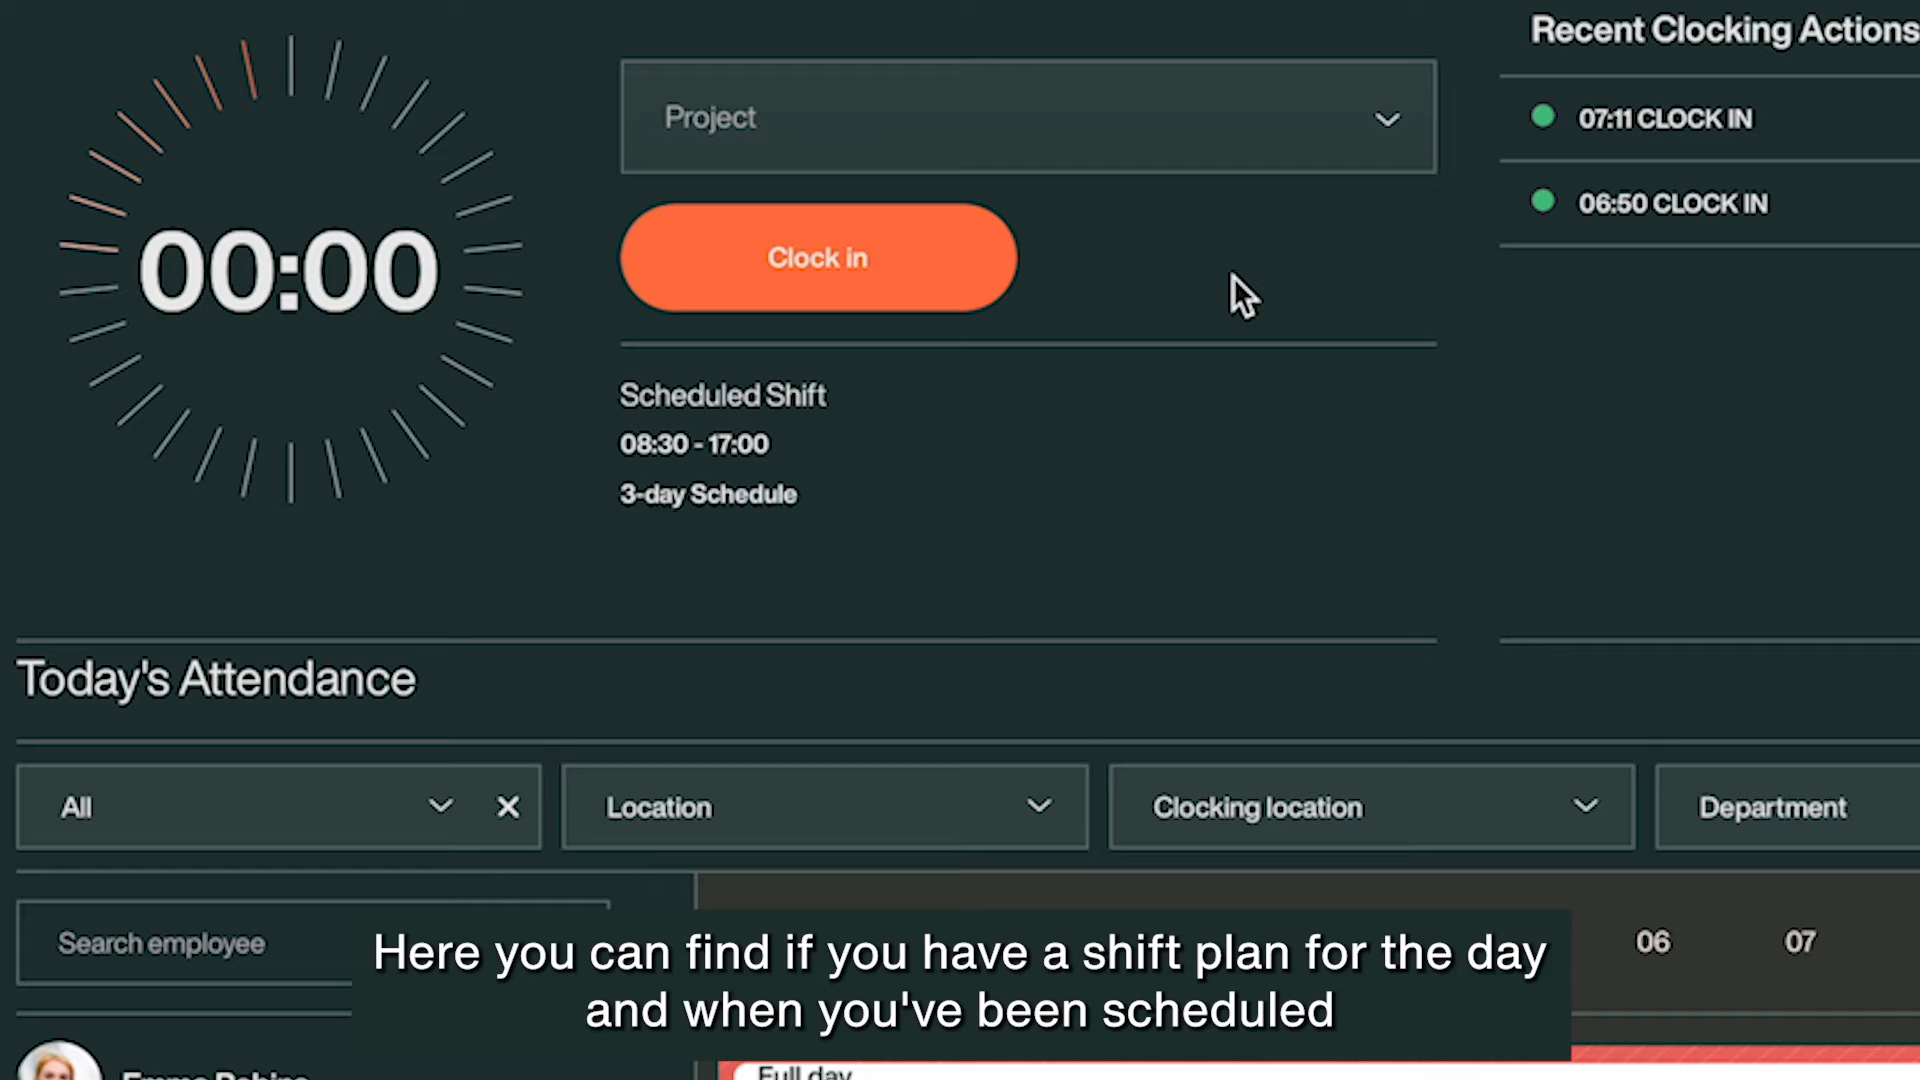 00:00
Project
Clock in
Scheduled Shift
08:30 - 17:00
3-day Schedule
Recent Clocking Actions
07:11 CLOCK IN
06:50 CLOCK IN
Today's Attendance
All
Location
Clocking location
Department
Search employee
06
07
Here you can find if you have a shift plan for the day
and when you've been scheduled
Full day